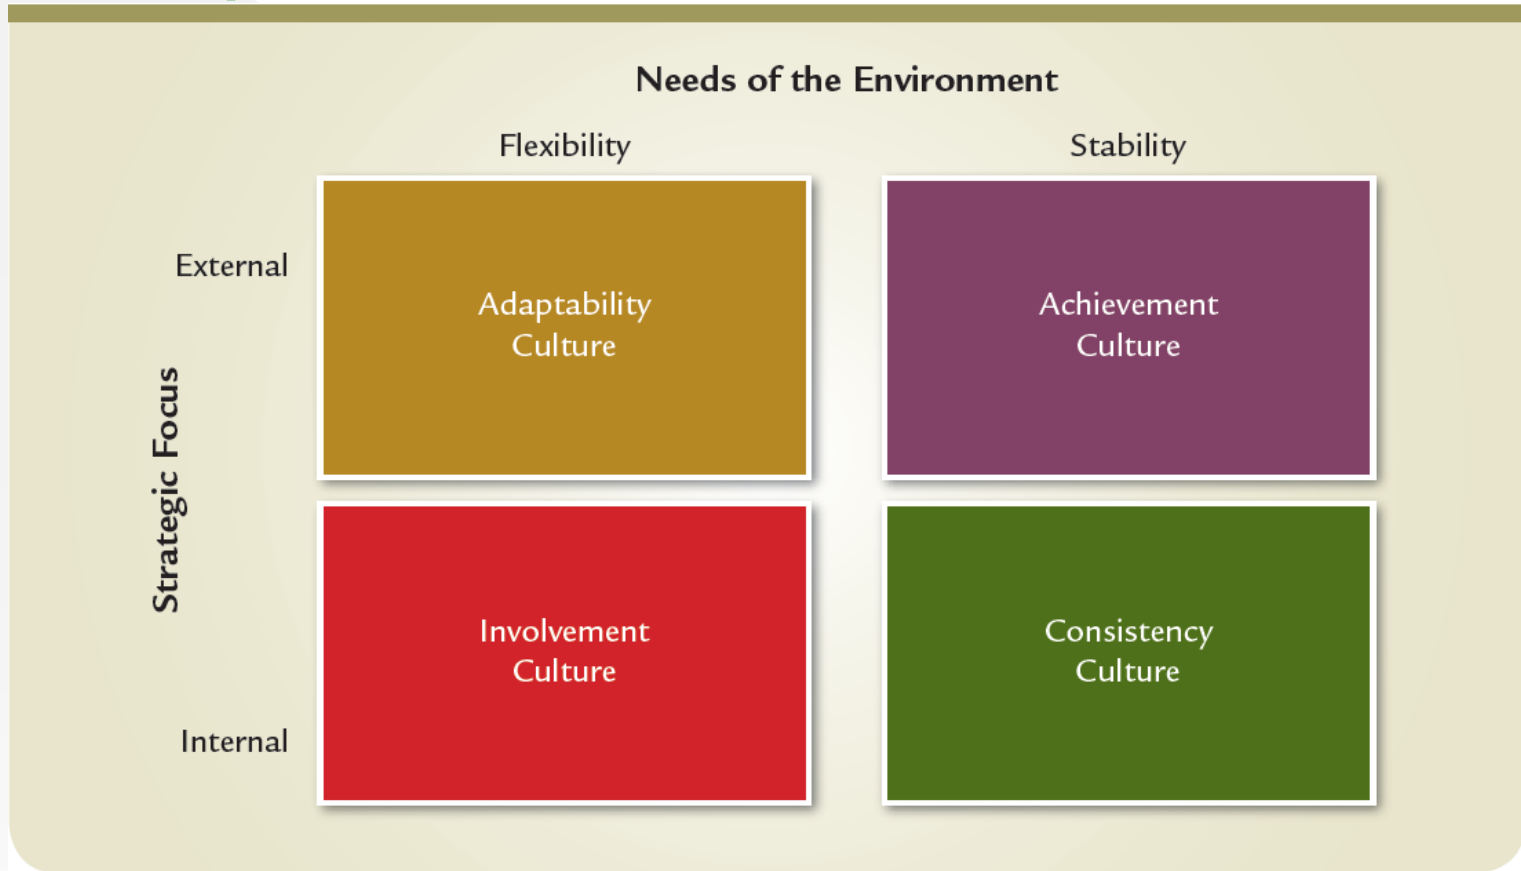 Needs of the Environment
Flexibility
Stability
External
Adaptability
Culture
Achievement
Culture
Strategic Focus
Involvement
Culture
Consistency
Culture
Internal